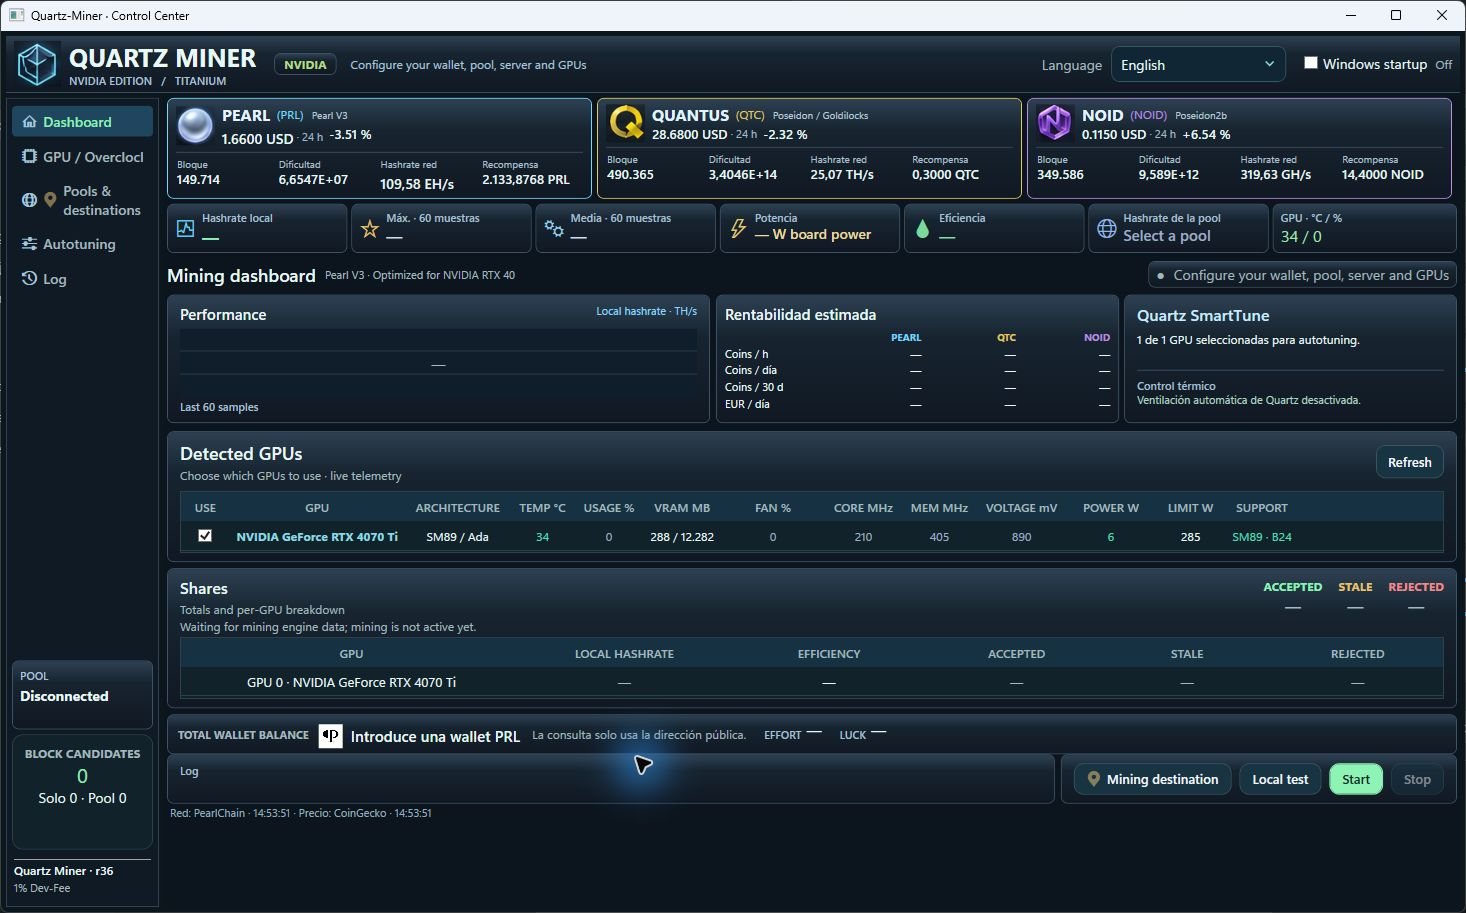 Quartz-Miner · Control Center
QUARTZ MINER
NVIDIA EDITION / TITANIUM
NVIDIA
Configure your wallet, pool, server and GPUs
Language
English
Windows startup Off
Dashboard
GPU / Overclocl
Pools &
destinations
Autotuning
Log
PEARL (PRL) Pearl V3
1.6600 USD · 24 h -3.51 %
Bloque Dificultad Hashrate red Recompensa
149.714 6,6547E+07 109,58 EH/s 2.133,8768 PRL
QUANTUS (QTC) Poseidon / Goldilocks
28.6800 USD · 24 h -2.32 %
Bloque Dificultad Hashrate red Recompensa
490.365 3,4046E+14 25,07 TH/s 0,3000 QTC
NOID (NOID) Poseidon2b
0.1150 USD · 24 h +6.54 %
Bloque Dificultad Hashrate red Recompensa
349.586 9,589E+12 319,63 GH/s 14,4000 NOID
Hashrate local
—
Máx. · 60 muestras
—
Media · 60 muestras
—
Potencia
— W board power
Eficiencia
—
Hashrate de la pool
Select a pool
GPU · °C / %
34 / 0
Mining dashboard Pearl V3 · Optimized for NVIDIA RTX 40
● Configure your wallet, pool, server and GPUs
Performance Local hashrate · TH/s
—
Last 60 samples
Rentabilidad estimada
PEARL QTC NOID
Coins / h — — —
Coins / día — — —
Coins / 30 d — — —
EUR / día — — —
Quartz SmartTune
1 de 1 GPU seleccionadas para autotuning.
Control térmico
Ventilación automática de Quartz desactivada.
Detected GPUs
Choose which GPUs to use · live telemetry
Refresh
USE GPU ARCHITECTURE TEMP °C USAGE % VRAM MB FAN % CORE MHz MEM MHz VOLTAGE mV POWER W LIMIT W SUPPORT
NVIDIA GeForce RTX 4070 Ti SM89 / Ada 34 0 288 / 12.282 0 210 405 890 6 285 SM89 · B24
Shares
Totals and per-GPU breakdown
Waiting for mining engine data; mining is not active yet.
ACCEPTED STALE REJECTED
— — —
GPU LOCAL HASHRATE EFFICIENCY ACCEPTED STALE REJECTED
GPU 0 · NVIDIA GeForce RTX 4070 Ti — — — — —
POOL
Disconnected
BLOCK CANDIDATES
0
Solo 0 · Pool 0
Quartz Miner · r36
1% Dev-Fee
TOTAL WALLET BALANCE Introduce una wallet PRL La consulta solo usa la dirección pública. EFFORT — LUCK —
Log
Mining destination
Local test
Start
Stop
Red: PearlChain · 14:53:51 · Precio: CoinGecko · 14:53:51